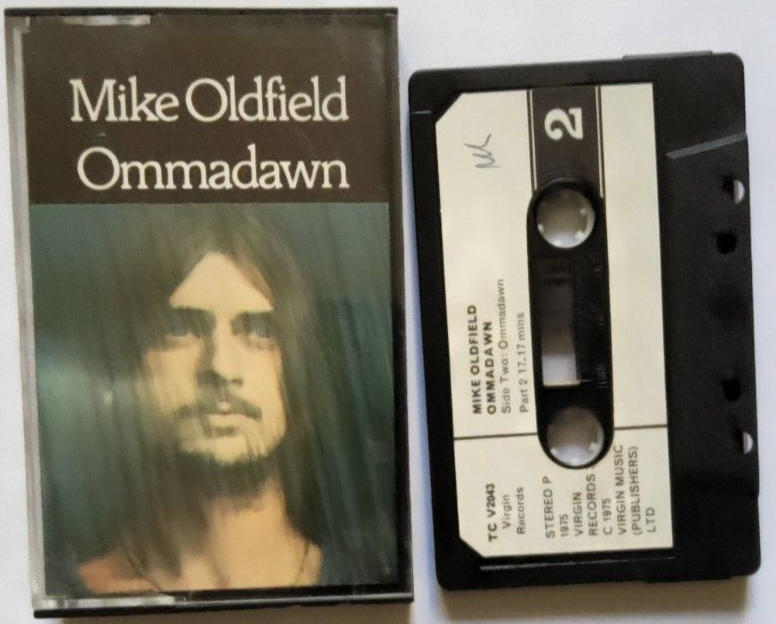 Mike Oldfield
Ommadawn
2
MIKE OLDFIELD
OMMADAWN
Side Two: Ommadawn
Part 2 17.17 mins
TC V2043
Virgin
Records
STEREO P
1975
VIRGIN
RECORDS
C 1975
VIRGIN MUSIC
(PUBLISHERS)
LTD